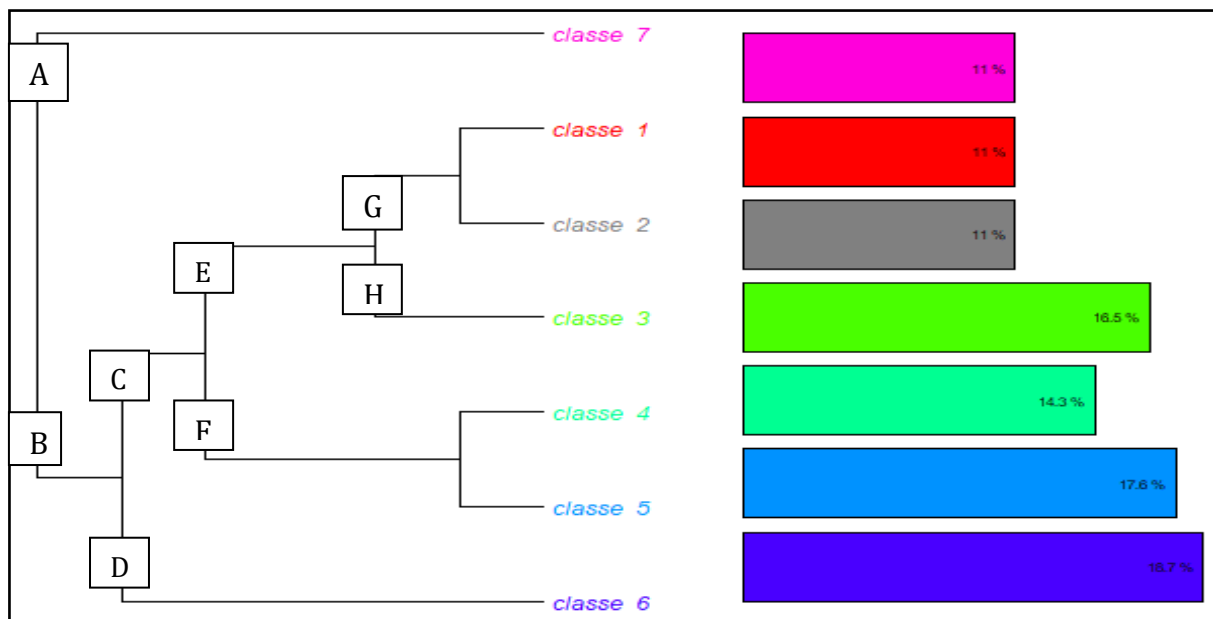 classe 7
11 %
A
classe 1
11 %
G
classe 2
11 %
E
H
classe 3
16.5 %
C
classe 4
14.3 %
F
B
classe 5
17.6 %
D
classe 6
18.7 %